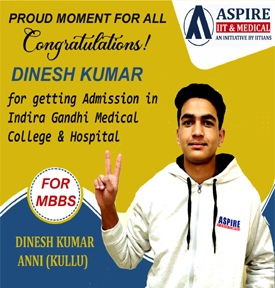 PROUD MOMENT FOR ALL
Congratulations!
ASPIRE
IIT & MEDICAL
AN INITIATIVE BY IITIANS
DINESH KUMAR
for getting Admission in
Indira Gandhi Medical
College & Hospital
FOR
MBBS
ASPIRE
DINESH KUMAR
ANNI (KULLU)